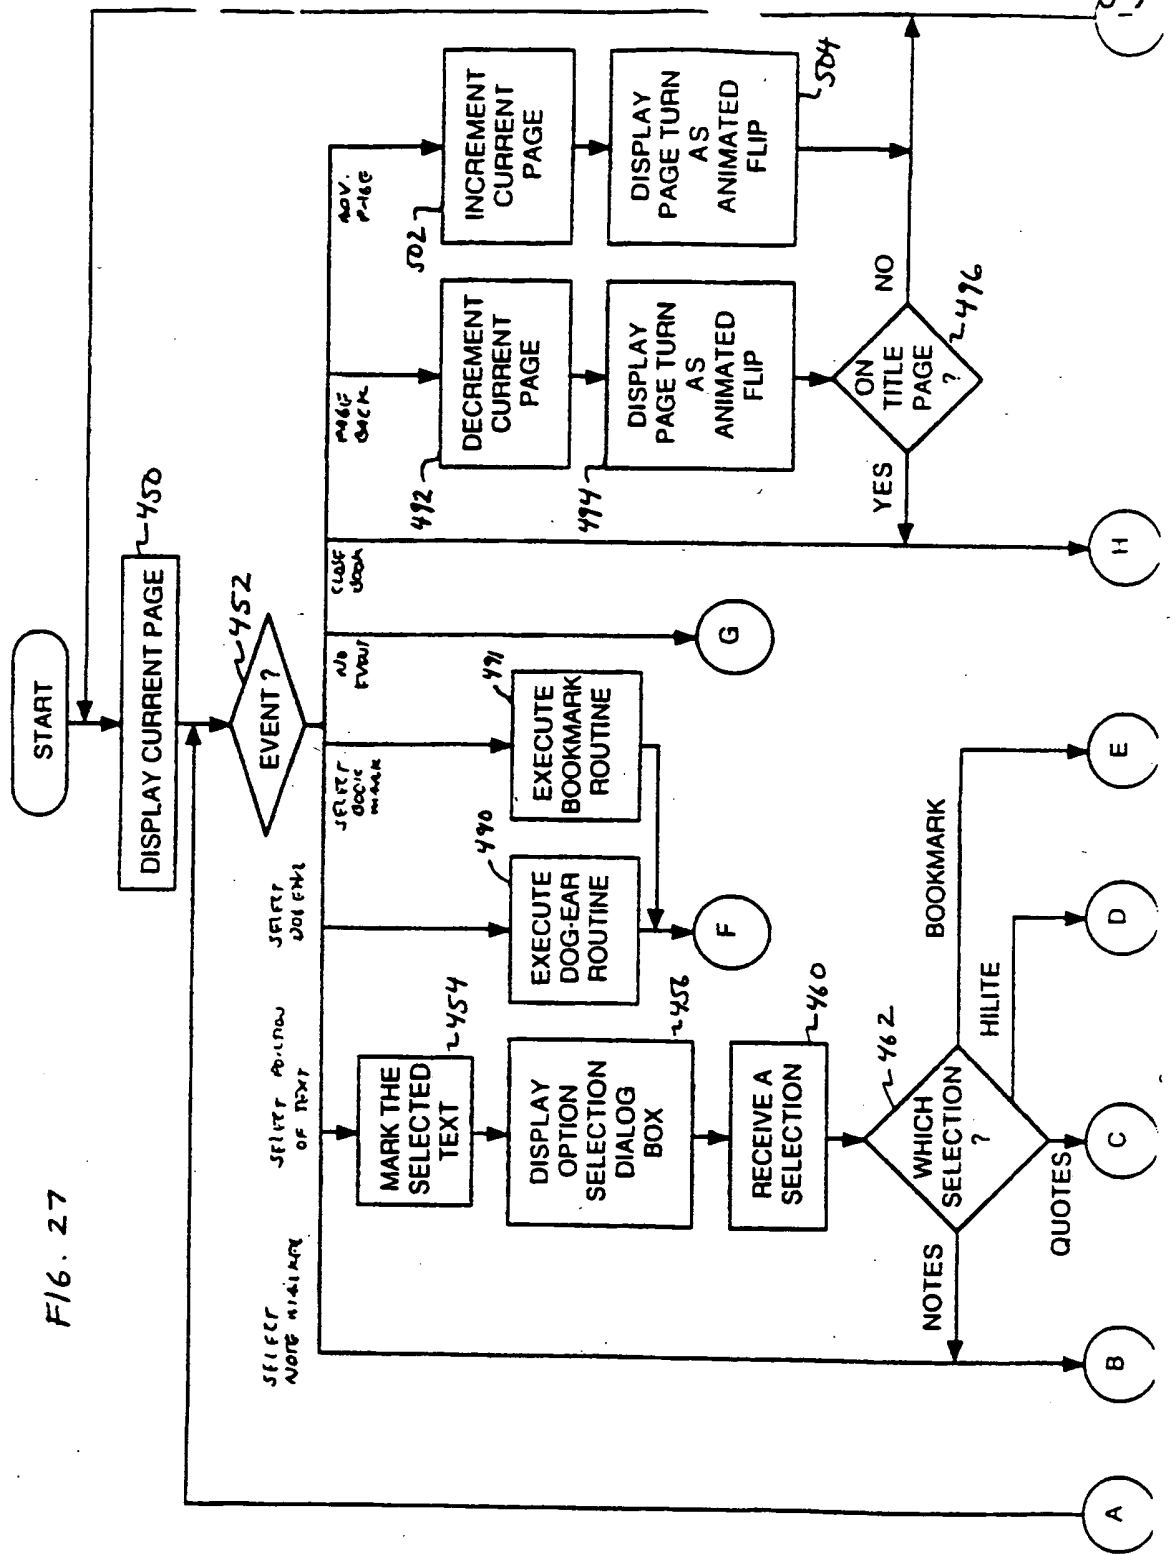 FIG. 27
START
DISPLAY CURRENT PAGE
450
EVENT?
452
SELECT
NOTE MARKER
SELECT PORTION
OF TEXT
SELECT
DOG EAR
SELECT
BOOK
MARK
NO
EVENT
CLOSE
BOOK
PAGE
BACK
ADV.
PAGE
MARK THE
SELECTED
TEXT
454
DISPLAY
OPTION
SELECTION
DIALOG
BOX
456
RECEIVE A
SELECTION
460
WHICH
SELECTION
?
462
NOTES
QUOTES
HILITE
BOOKMARK
EXECUTE
DOG-EAR
ROUTINE
490
EXECUTE
BOOKMARK
ROUTINE
491
DECREMENT
CURRENT
PAGE
492
DISPLAY
PAGE TURN
AS
ANIMATED
FLIP
494
ON
TITLE
PAGE
?
496
YES
NO
INCREMENT
CURRENT
PAGE
502
DISPLAY
PAGE TURN
AS
ANIMATED
FLIP
504
F
G
A
B
C
D
E
H
I